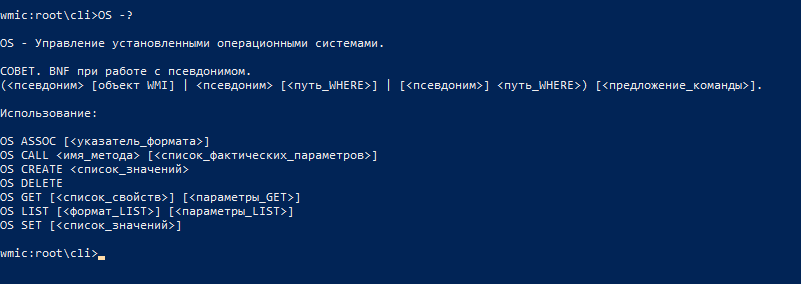 wmic:root\cli>OS -?
OS - Управление установленными операционными системами.
СОВЕТ. BNF при работе с псевдонимом.
(<псевдоним> [объект WMI] | <псевдоним> [<путь_WHERE>] | [<псевдоним>] <путь_WHERE>) [<предложение_команды>].
Использование:
OS ASSOC [<указатель_формата>]
OS CALL <имя_метода> [<список_фактических_параметров>]
OS CREATE <список_значений>
OS DELETE
OS GET [<список_свойств>] [<параметры_GET>]
OS LIST [<формат_LIST>] [<параметры_LIST>]
OS SET [<список_значений>]
wmic:root\cli>